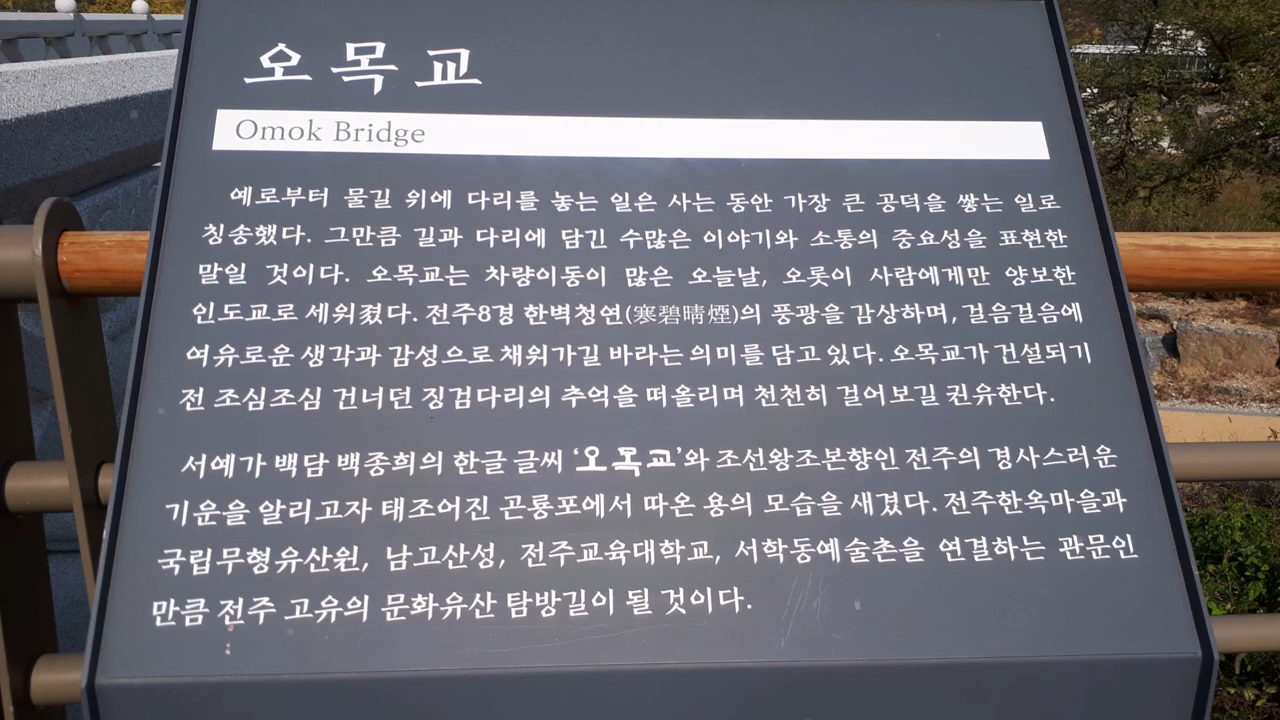 오목교
Omok Bridge
예로부터 물길 위에 다리를 놓는 일은 사는 동안 가장 큰 공덕을 쌓는 일로
칭송했다. 그만큼 길과 다리에 담긴 수많은 이야기와 소통의 중요성을 표현한
말일 것이다. 오목교는 차량이동이 많은 오늘날, 오롯이 사람에게만 양보한
인도교로 세워졌다. 전주8경 한벽청연(寒碧晴煙)의 풍광을 감상하며, 걸음걸음에
여유로운 생각과 감성으로 채워가길 바라는 의미를 담고 있다. 오목교가 건설되기
전 조심조심 건너던 징검다리의 추억을 떠올리며 천천히 걸어보길 권유한다.
서예가 백담 백종희의 한글 글씨 ‘오목교’와 조선왕조본향인 전주의 경사스러운
기운을 알리고자 태조어진 곤룡포에서 따온 용의 모습을 새겼다. 전주한옥마을과
국립무형유산원, 남고산성, 전주교육대학교, 서학동예술촌을 연결하는 관문인
만큼 전주 고유의 문화유산 탐방길이 될 것이다.